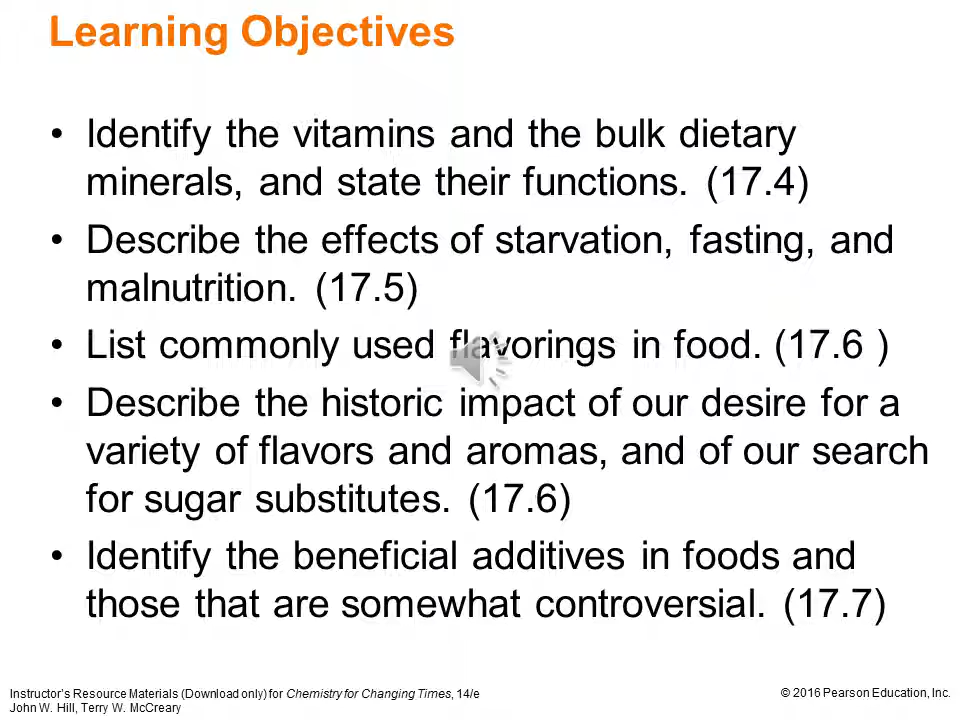 Learning Objectives
• Identify the vitamins and the bulk dietary
minerals, and state their functions. (17.4)
• Describe the effects of starvation, fasting, and
malnutrition. (17.5)
• List commonly used flavorings in food. (17.6 )
• Describe the historic impact of our desire for a
variety of flavors and aromas, and of our search
for sugar substitutes. (17.6)
• Identify the beneficial additives in foods and
those that are somewhat controversial. (17.7)
Instructor's Resource Materials (Download only) for Chemistry for Changing Times, 14/e
John W. Hill, Terry W. McCreary
© 2016 Pearson Education, Inc.